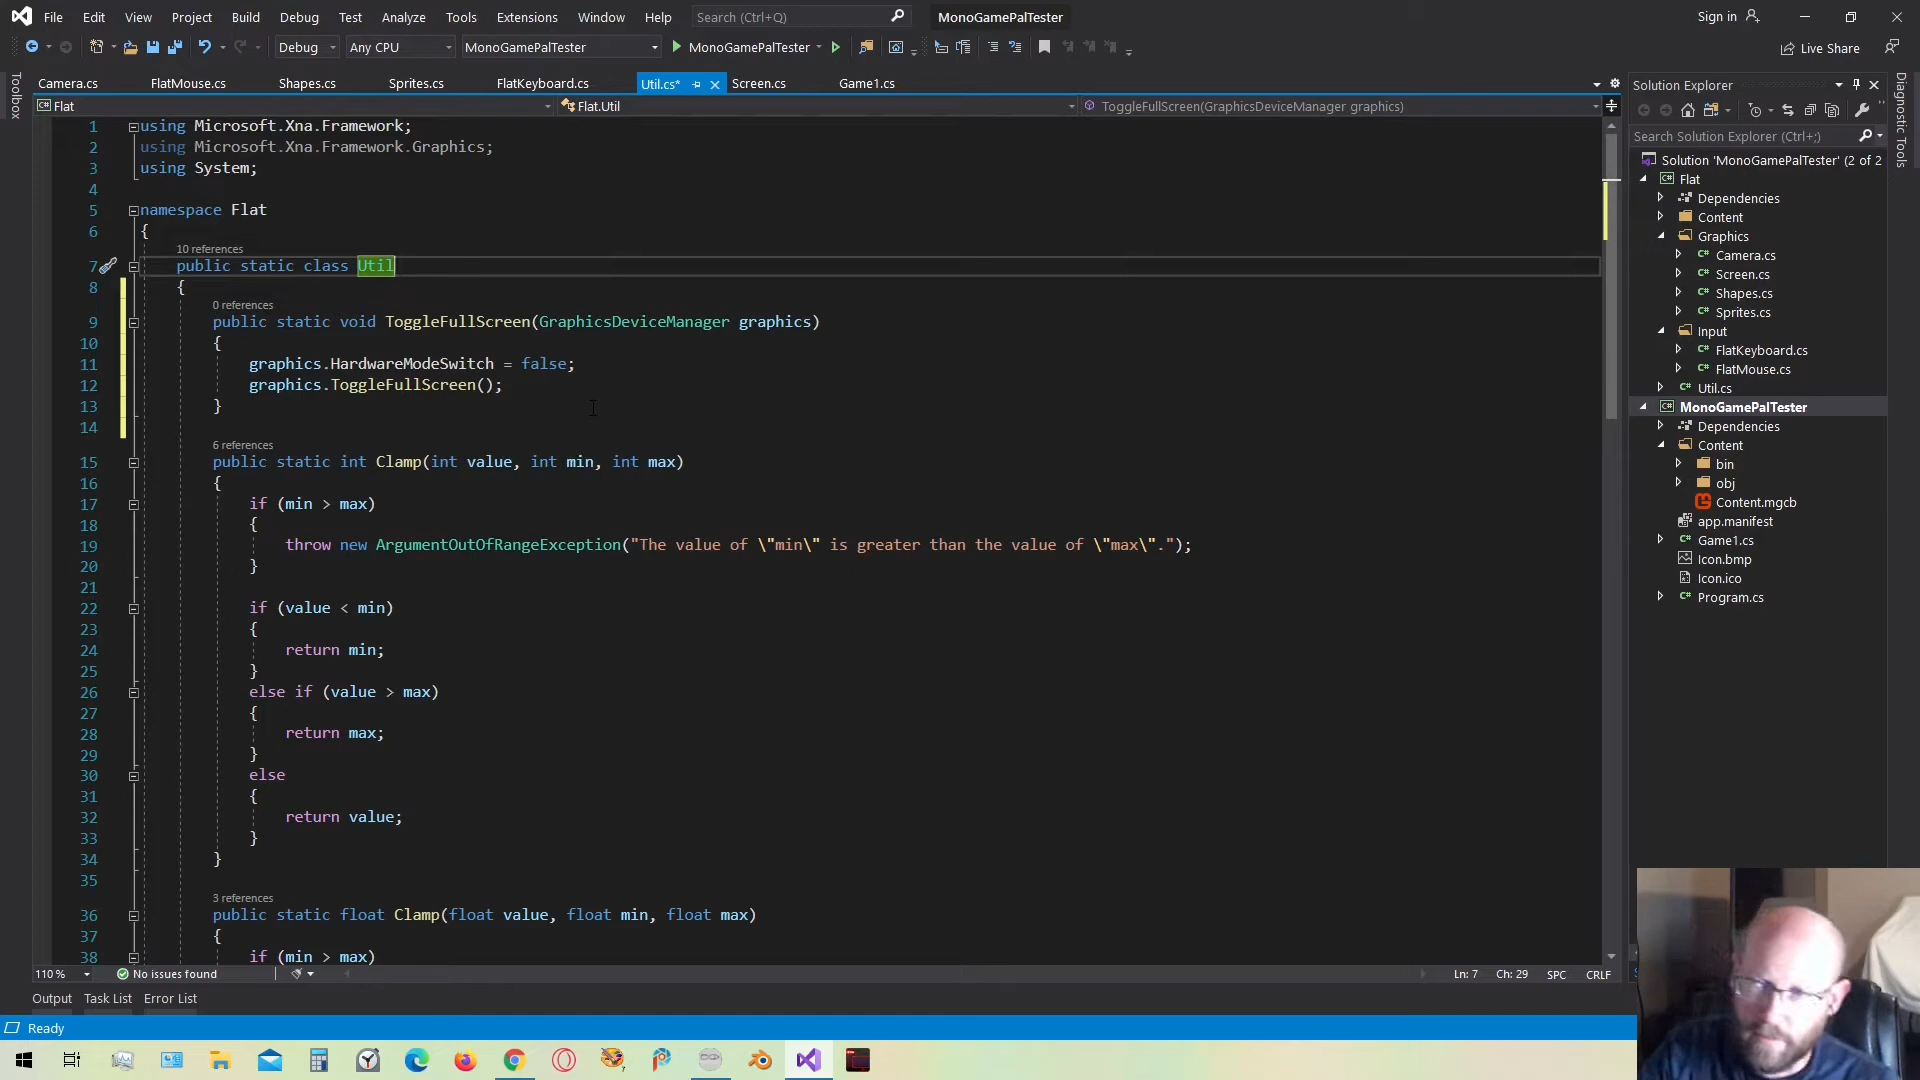 File Edit View Project Build Debug Test Analyze Tools Extensions Window Help Search (Ctrl+Q) MonoGamePalTester Sign in
Debug Any CPU MonoGamePalTester MonoGamePalTester Live Share
Toolbox
Camera.cs FlatMouse.cs Shapes.cs Sprites.cs FlatKeyboard.cs Util.cs* Screen.cs Game1.cs
Flat Flat.Util ToggleFullScreen(GraphicsDeviceManager graphics)
1 using Microsoft.Xna.Framework;
2 using Microsoft.Xna.Framework.Graphics;
3 using System;
4
5 namespace Flat
6 {
10 references
7 public static class Util
8 {
0 references
9 public static void ToggleFullScreen(GraphicsDeviceManager graphics)
10 {
11 graphics.HardwareModeSwitch = false;
12 graphics.ToggleFullScreen();
13 }
14
6 references
15 public static int Clamp(int value, int min, int max)
16 {
17 if (min > max)
18 {
19 throw new ArgumentOutOfRangeException("The value of \"min\" is greater than the value of \"max\".");
20 }
21
22 if (value < min)
23 {
24 return min;
25 }
26 else if (value > max)
27 {
28 return max;
29 }
30 else
31 {
32 return value;
33 }
34 }
35
3 references
36 public static float Clamp(float value, float min, float max)
37 {
38 if (min > max)
110 % No issues found Ln: 7 Ch: 29 SPC CRLF
Output Task List Error List
Ready
Solution Explorer
Search Solution Explorer (Ctrl+;)
Solution 'MonoGamePalTester' (2 of 2
Flat
Dependencies
Content
Graphics
Camera.cs
Screen.cs
Shapes.cs
Sprites.cs
Input
FlatKeyboard.cs
FlatMouse.cs
Util.cs
MonoGamePalTester
Dependencies
Content
bin
obj
Content.mgcb
app.manifest
Game1.cs
Icon.bmp
Icon.ico
Program.cs
Diagnostic Tools